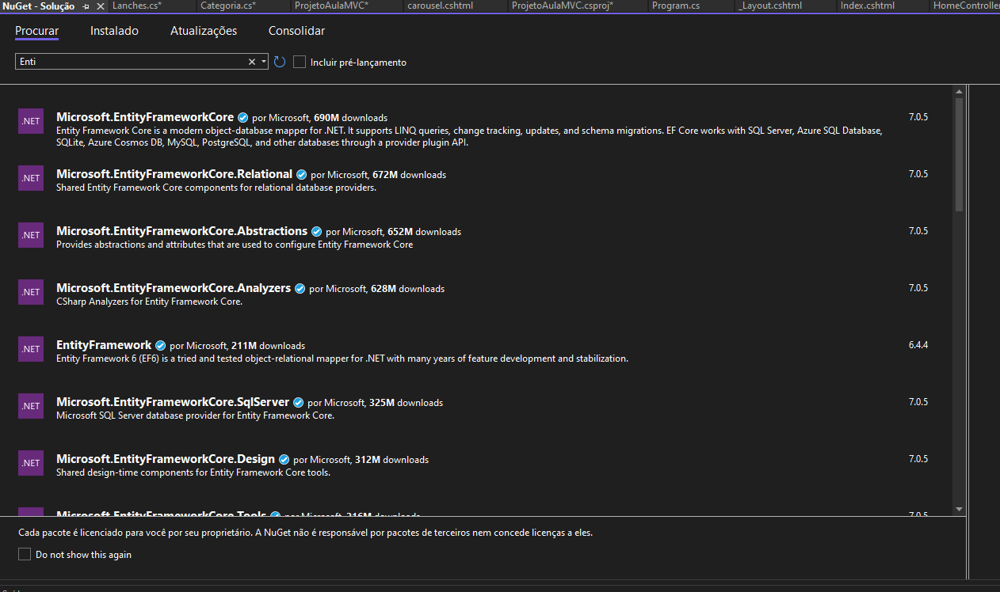 NuGet - Solução
Lanches.cs*
Categoria.cs*
ProjetoAulaMVC*
carousel.cshtml
ProjetoAulaMVC.csproj*
Program.cs
_Layout.cshtml
Index.cshtml
HomeController
Procurar Instalado Atualizações Consolidar
Enti
Incluir pré-lançamento
.NET
Microsoft.EntityFrameworkCore por Microsoft, 690M downloads 7.0.5
Entity Framework Core is a modern object-database mapper for .NET. It supports LINQ queries, change tracking, updates, and schema migrations. EF Core works with SQL Server, Azure SQL Database,
SQLite, Azure Cosmos DB, MySQL, PostgreSQL, and other databases through a provider plugin API.
.NET
Microsoft.EntityFrameworkCore.Relational por Microsoft, 672M downloads 7.0.5
Shared Entity Framework Core components for relational database providers.
.NET
Microsoft.EntityFrameworkCore.Abstractions por Microsoft, 652M downloads 7.0.5
Provides abstractions and attributes that are used to configure Entity Framework Core
.NET
Microsoft.EntityFrameworkCore.Analyzers por Microsoft, 628M downloads 7.0.5
CSharp Analyzers for Entity Framework Core.
.NET
EntityFramework por Microsoft, 211M downloads 6.4.4
Entity Framework 6 (EF6) is a tried and tested object-relational mapper for .NET with many years of feature development and stabilization.
.NET
Microsoft.EntityFrameworkCore.SqlServer por Microsoft, 325M downloads 7.0.5
Microsoft SQL Server database provider for Entity Framework Core.
.NET
Microsoft.EntityFrameworkCore.Design por Microsoft, 312M downloads 7.0.5
Shared design-time components for Entity Framework Core tools.
Microsoft.EntityFrameworkCore.Tools por Microsoft, 216M downloads 7.0.5
Cada pacote é licenciado para você por seu proprietário. A NuGet não é responsável por pacotes de terceiros nem concede licenças a eles.
Do not show this again